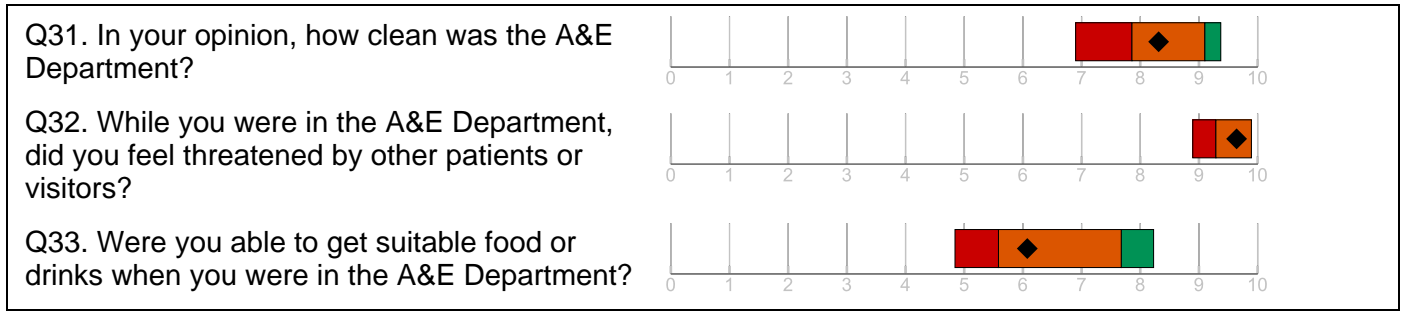 Q31. In your opinion, how clean was the A&E
Department?
0 1 2 3 4 5 6 7 8 9 10
Q32. While you were in the A&E Department,
did you feel threatened by other patients or
visitors?
0 1 2 3 4 5 6 7 8 9 10
Q33. Were you able to get suitable food or
drinks when you were in the A&E Department?
0 1 2 3 4 5 6 7 8 9 10